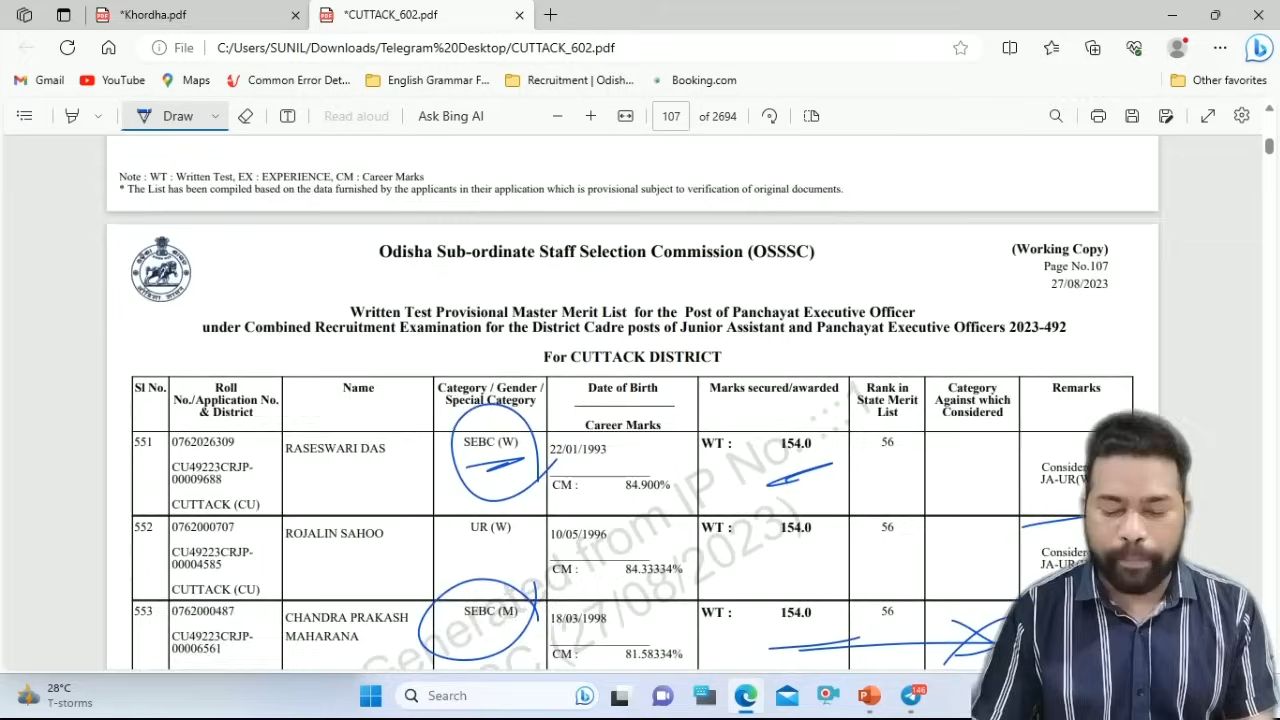 *Khordha.pdf
*CUTTACK_602.pdf
File
C:/Users/SUNIL/Downloads/Telegram%20Desktop/CUTTACK_602.pdf
Gmail
YouTube
Maps
Common Error Det...
English Grammar F...
Recruitment | Odish...
Booking.com
Other favorites
Draw
Read aloud
Ask Bing AI
107 of 2694
Note : WT : Written Test, EX : EXPERIENCE, CM : Career Marks
* The List has been compiled based on the data furnished by the applicants in their application which is provisional subject to verification of original documents.
Odisha Sub-ordinate Staff Selection Commission (OSSSC)
(Working Copy)
Page No.107
27/08/2023
Written Test Provisional Master Merit List for the Post of Panchayat Executive Officer
under Combined Recruitment Examination for the District Cadre posts of Junior Assistant and Panchayat Executive Officers 2023-492
For CUTTACK DISTRICT
Sl No.
Roll
No./Application No.
& District
Name
Category / Gender /
Special Category
Date of Birth
Career Marks
Marks secured/awarded
Rank in
State Merit
List
Category
Against which
Considered
Remarks
551
0762026309
CU49223CRJP-
00009688
CUTTACK (CU)
RASESWARI DAS
SEBC (W)
22/01/1993
CM : 84.900%
WT : 154.0
56
552
0762000707
CU49223CRJP-
00004585
CUTTACK (CU)
ROJALIN SAHOO
UR (W)
10/05/1996
CM : 84.33334%
WT : 154.0
56
553
0762000487
CU49223CRJP-
00006561
CHANDRA PRAKASH
MAHARANA
SEBC (M)
18/03/1998
CM : 81.58334%
WT : 154.0
56
Generated from IP No.
(27/08/2023)
28°C
T-storms
Search
146